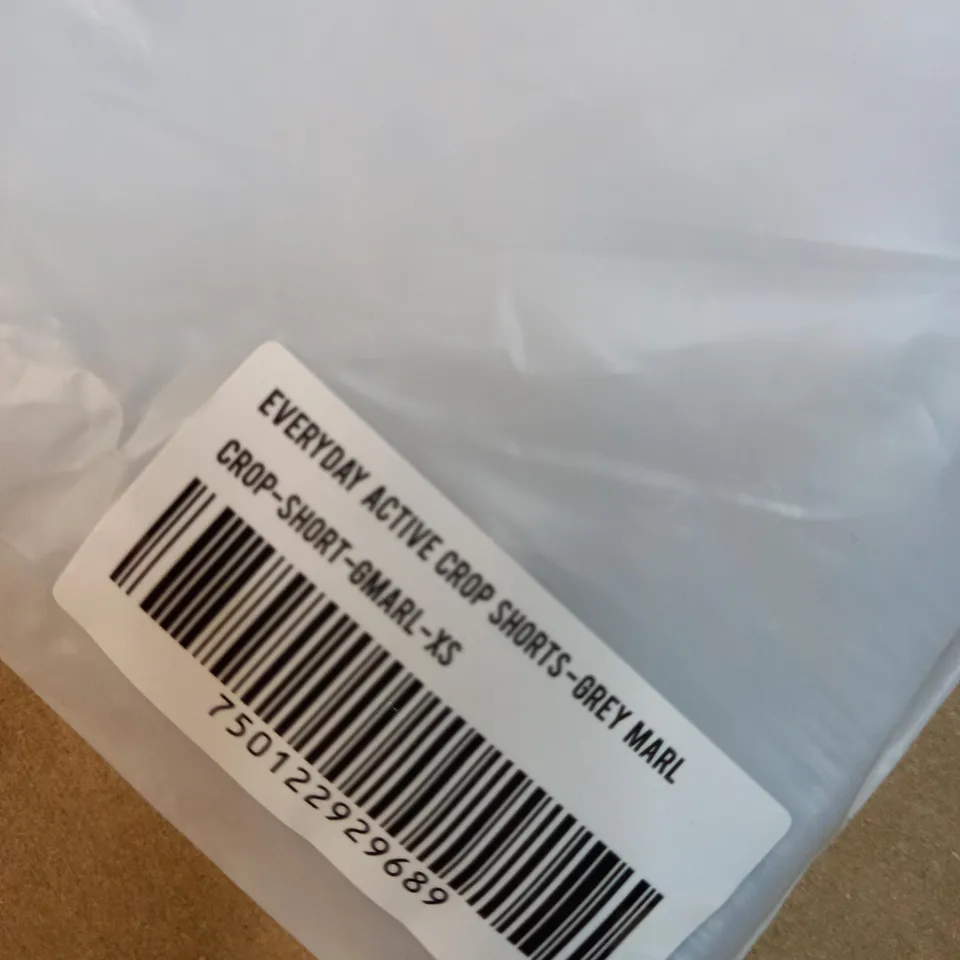 EVERYDAY ACTIVE CROP SHORTS-GREY MARL
CROP-SHORT-GMARL-XS
750122929689